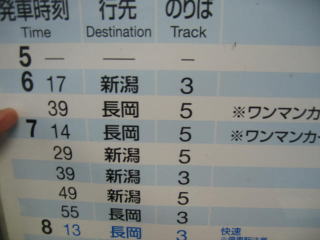 発車時刻 行先 のりば
Time Destination Track
5 — — —
6 17 新潟 3
39 長岡 5 ※ワンマンカ
7 14 長岡 5 ※ワンマンカ
29 新潟 5
39 新潟 3
49 新潟 5
55 長岡 3
8 13 長岡 3 快速